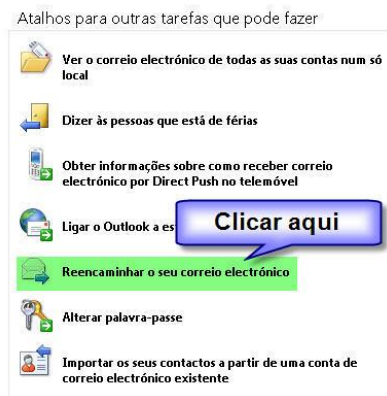 Atalhos para outras tarefas que pode fazer
Ver o correio electrónico de todas as suas contas num só
local
Dizer às pessoas que está de férias
Obter informações sobre como receber correio
electrónico por Direct Push no telemóvel
Ligar o Outlook a es
Clicar aqui
Reencaminhar o seu correio electrónico
Alterar palavra-passe
Importar os seus contactos a partir de uma conta de
correio electrónico existente